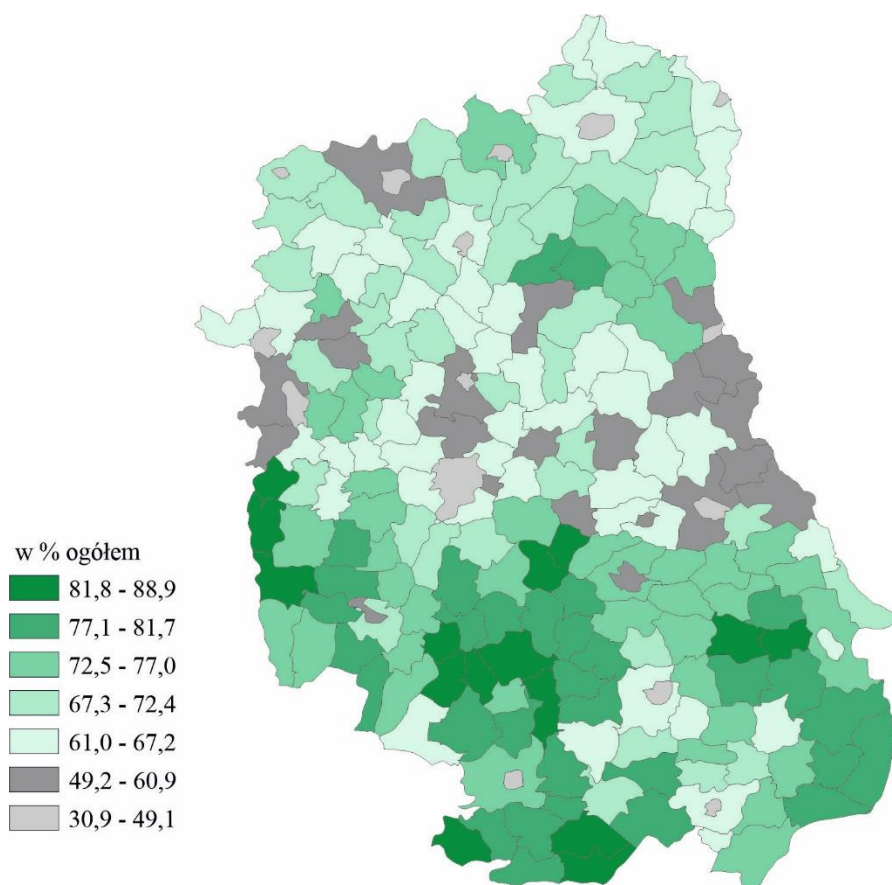 w % ogółem
81,8 - 88,9
77,1 - 81,7
72,5 - 77,0
67,3 - 72,4
61,0 - 67,2
49,2 - 60,9
30,9 - 49,1